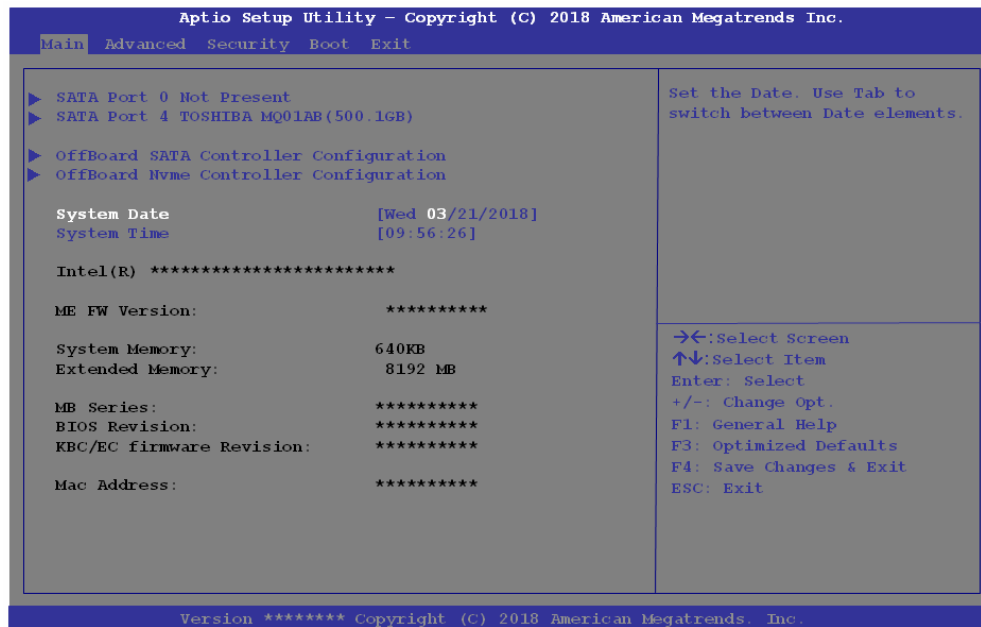 Aptio Setup Utility – Copyright (C) 2018 American Megatrends Inc.
Main Advanced Security Boot Exit
SATA Port 0 Not Present
SATA Port 4 TOSHIBA MQ01AB(500.1GB)
OffBoard SATA Controller Configuration
OffBoard Nvme Controller Configuration
System Date [Wed 03/21/2018]
System Time [09:56:26]
Intel(R) ************************
ME FW Version: **********
System Memory: 640KB
Extended Memory: 8192 MB
MB Series: **********
BIOS Revision: **********
KBC/EC firmware Revision: **********
Mac Address: **********
Set the Date. Use Tab to
switch between Date elements.
→←:Select Screen
↑↓:Select Item
Enter: Select
+/-: Change Opt.
F1: General Help
F3: Optimized Defaults
F4: Save Changes & Exit
ESC: Exit
Version ******** Copyright (C) 2018 American Megatrends. Inc.